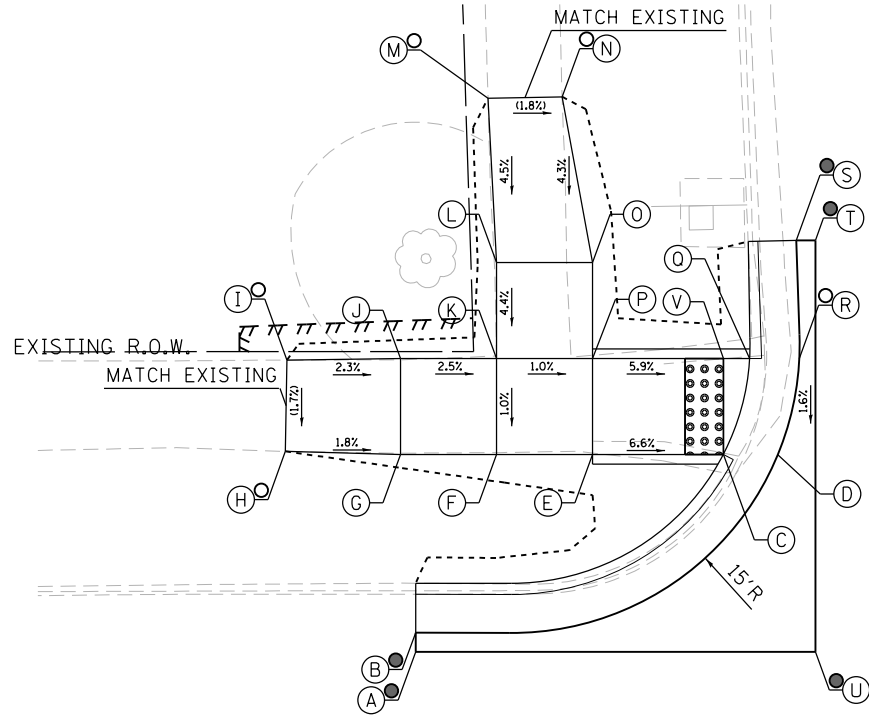 MATCH EXISTING
M
N
(1.8%)
4.5%
4.3%
S
T
L
O
Q
I
J
K
P
V
R
4.4%
EXISTING R.O.W.
2.3%
2.5%
1.0%
5.9%
MATCH EXISTING
(1.7%)
1.0%
1.6%
1.8%
6.6%
H
G
F
E
D
C
15'R
B
A
U